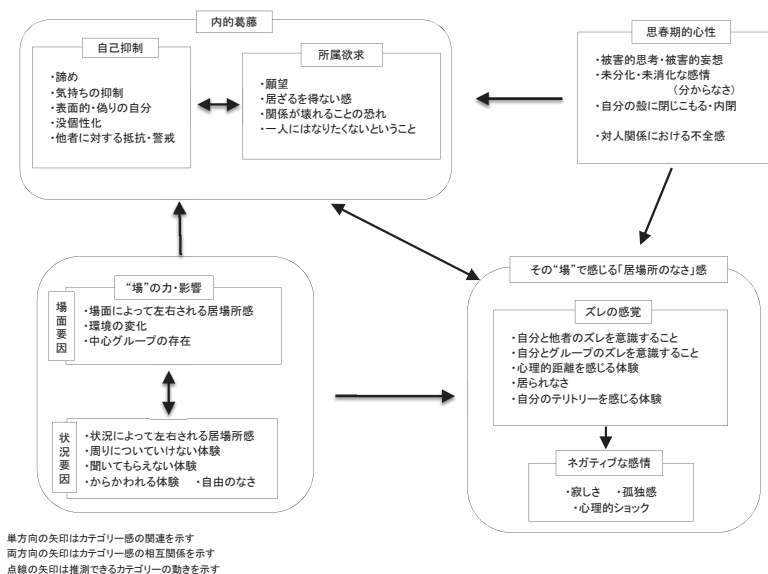 内的葛藤
自己抑制
・諦め
・気持ちの抑制
・表面的・偽りの自分
・没個性化
・他者に対する抵抗・警戒
所属欲求
・願望
・居ざるを得ない感
・関係が壊れることの恐れ
・一人にはなりたくないということ
思春期的心性
・被害的思考・被害的妄想
・未分化・未消化な感情
(分からなさ)
・自分の殻に閉じこもる・内閉
・対人関係における不全感
“場”の力・影響
場面要因
・場面によって左右される居場所感
・環境の変化
・中心グループの存在
状況要因
・状況によって左右される居場所感
・周りについていけない体験
・聞いてもらえない体験
・からかわれる体験 ・自由のなさ
その“場”で感じる「居場所のなさ」感
ズレの感覚
・自分と他者のズレを意識すること
・自分とグループのズレを意識すること
・心理的距離を感じる体験
・居られなさ
・自分のテリトリーを感じる体験
ネガティブな感情
・寂しさ ・孤独感
・心理的ショック
単方向の矢印はカテゴリー感の関連を示す
両方向の矢印はカテゴリー感の相互関係を示す
点線の矢印は推測できるカテゴリーの動きを示す